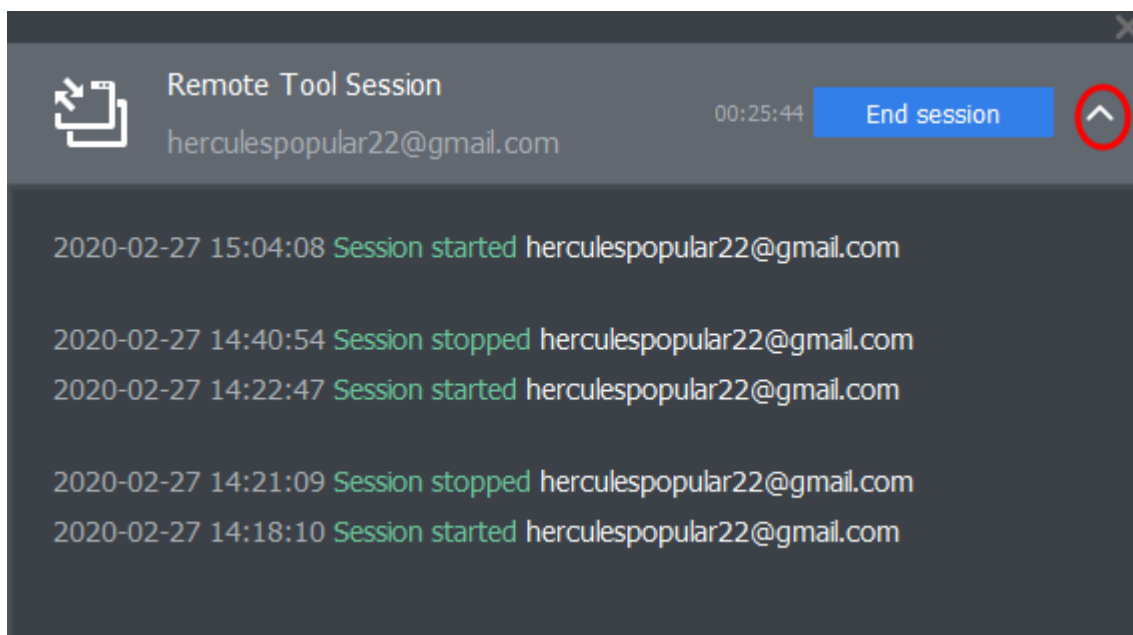 Remote Tool Session
herculespopular22@gmail.com
00:25:44
End session
2020-02-27 15:04:08 Session started herculespopular22@gmail.com
2020-02-27 14:40:54 Session stopped herculespopular22@gmail.com
2020-02-27 14:22:47 Session started herculespopular22@gmail.com
2020-02-27 14:21:09 Session stopped herculespopular22@gmail.com
2020-02-27 14:18:10 Session started herculespopular22@gmail.com